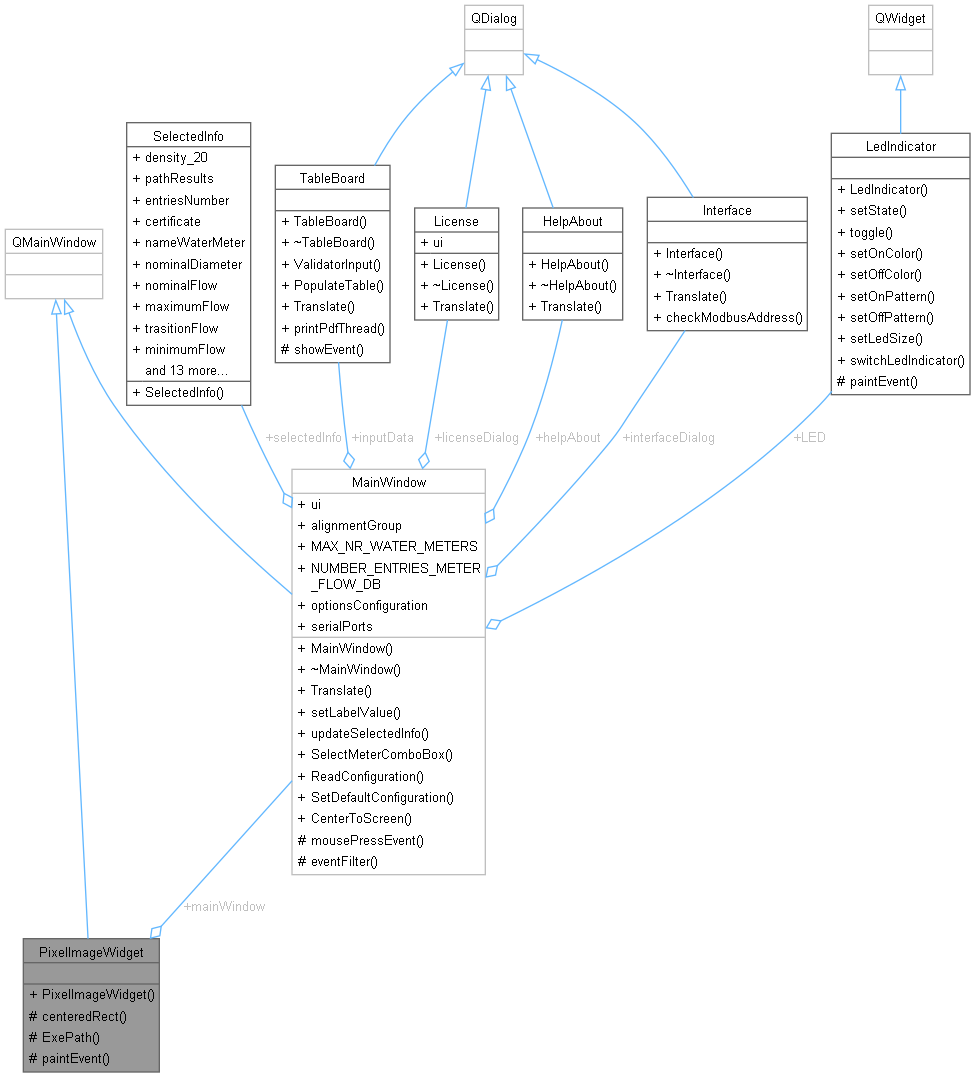 QDialog
QWidget
SelectedInfo
+ density_20
+ pathResults
+ entriesNumber
+ certificate
+ nameWaterMeter
+ nominalDiameter
+ nominalFlow
+ maximumFlow
+ trasitionFlow
+ minimumFlow
and 13 more...
+ SelectedInfo()
TableBoard
+ TableBoard()
+ ~TableBoard()
+ ValidatorInput()
+ PopulateTable()
+ Translate()
+ printPdfThread()
# showEvent()
License
+ ui
+ License()
+ ~License()
+ Translate()
HelpAbout
+ HelpAbout()
+ ~HelpAbout()
+ Translate()
Interface
+ Interface()
+ ~Interface()
+ Translate()
+ checkModbusAddress()
LedIndicator
+ LedIndicator()
+ setState()
+ toggle()
+ setOnColor()
+ setOffColor()
+ setOnPattern()
+ setOffPattern()
+ setLedSize()
+ switchLedIndicator()
# paintEvent()
QMainWindow
+selectedInfo
+inputData
+licenseDialog
+helpAbout
+interfaceDialog
+LED
MainWindow
+ ui
+ alignmentGroup
+ MAX_NR_WATER_METERS
+ NUMBER_ENTRIES_METER
_FLOW_DB
+ optionsConfiguration
+ serialPorts
+ MainWindow()
+ ~MainWindow()
+ Translate()
+ setLabelValue()
+ updateSelectedInfo()
+ SelectMeterComboBox()
+ ReadConfiguration()
+ SetDefaultConfiguration()
+ CenterToScreen()
# mousePressEvent()
# eventFilter()
+mainWindow
PixelImageWidget
+ PixelImageWidget()
# centeredRect()
# ExePath()
# paintEvent()